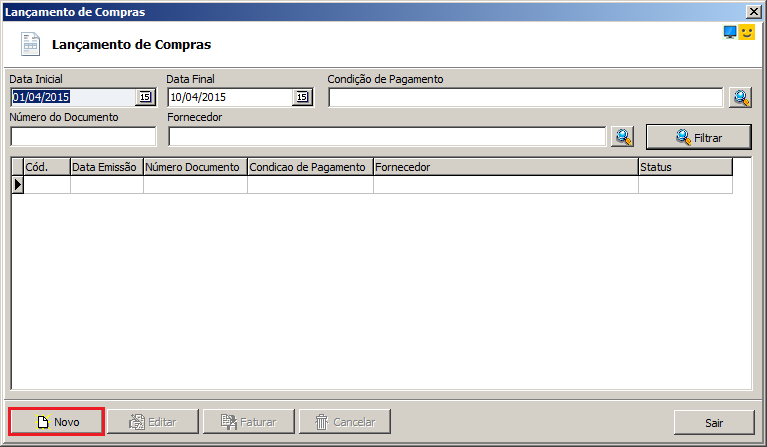 Lançamento de Compras
Lançamento de Compras
Data Inicial Data Final Condição de Pagamento
01/04/2015 15 10/04/2015 15
Número do Documento Fornecedor
Filtrar
Cód. Data Emissão Número Documento Condicao de Pagamento Fornecedor Status
Novo Editar Faturar Cancelar Sair